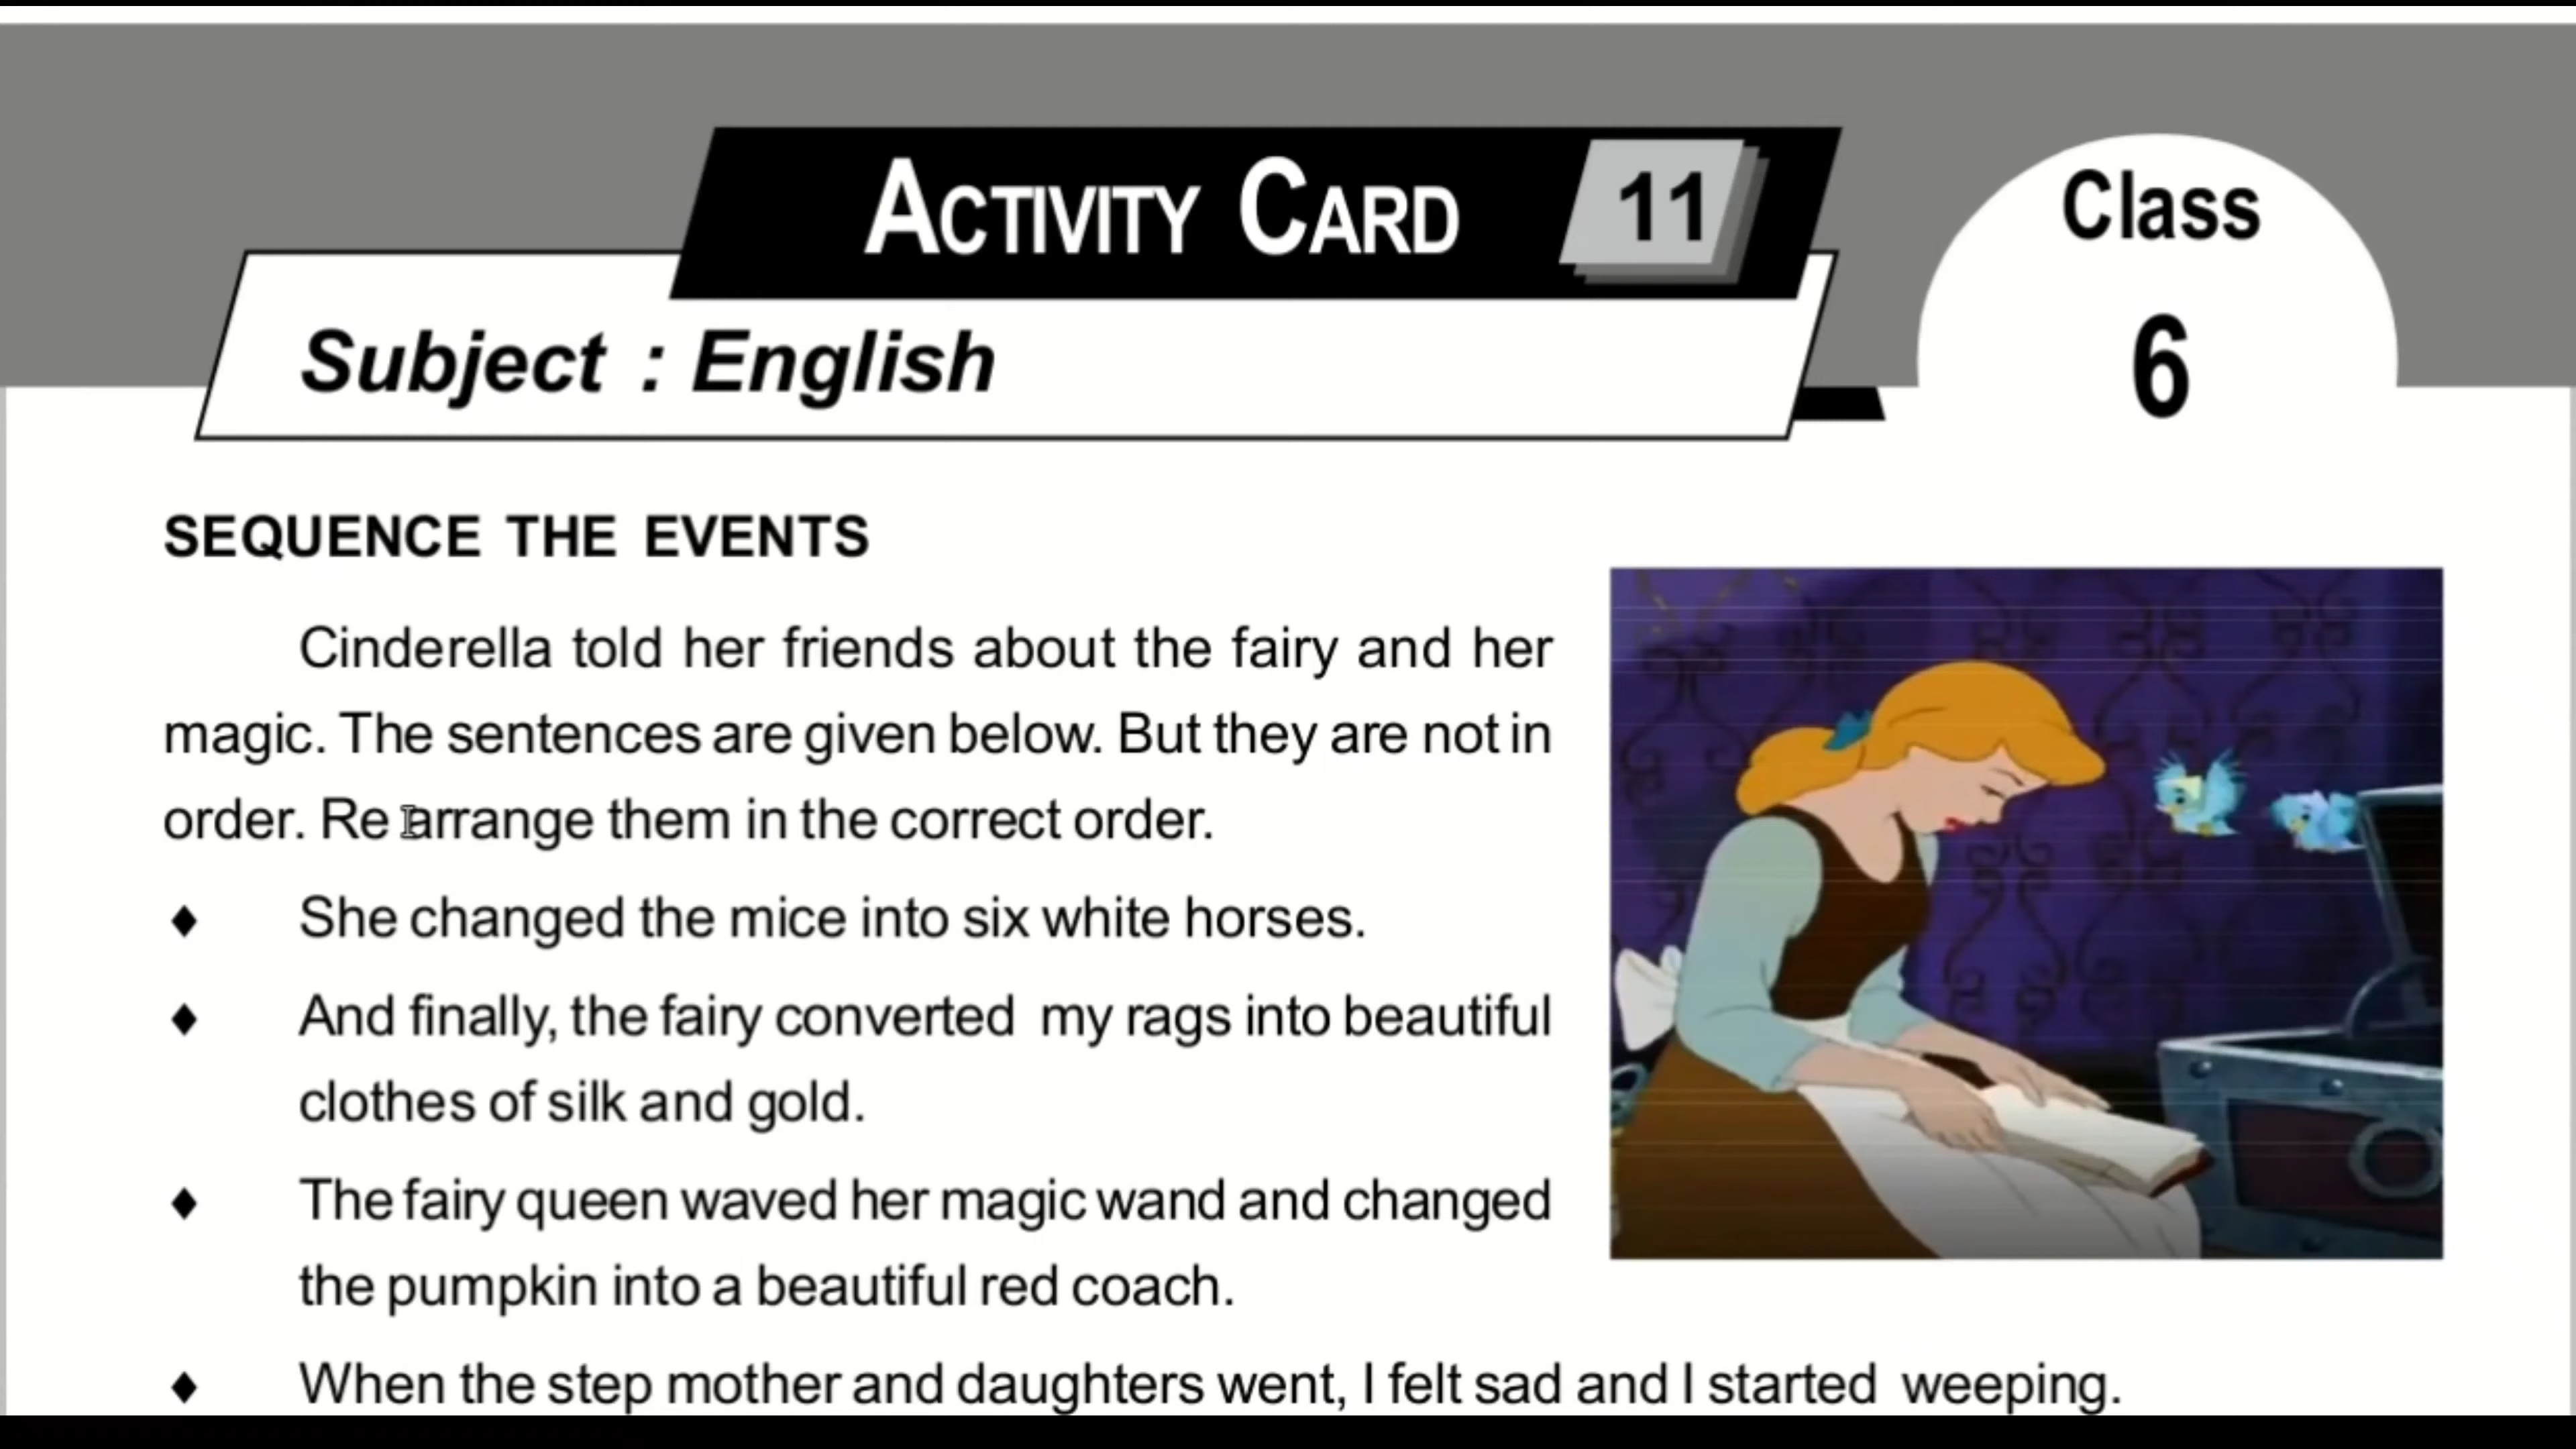 ACTIVITY CARD 11
Class
6
Subject : English
SEQUENCE THE EVENTS
Cinderella told her friends about the fairy and her
magic. The sentences are given below. But they are not in
order. Re arrange them in the correct order.
♦ She changed the mice into six white horses.
♦ And finally, the fairy converted my rags into beautiful
clothes of silk and gold.
♦ The fairy queen waved her magic wand and changed
the pumpkin into a beautiful red coach.
♦ When the step mother and daughters went, I felt sad and I started weeping.